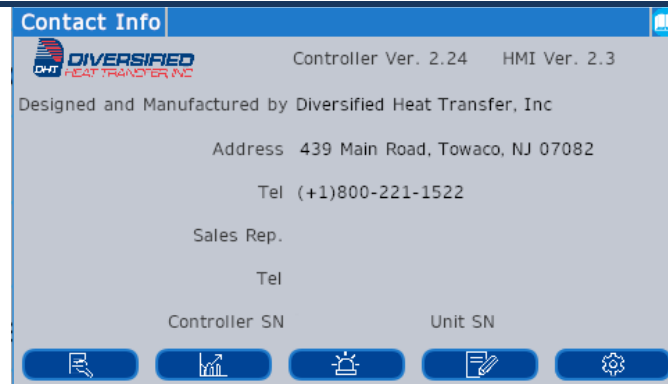 Contact Info
DHT DIVERSIFIED
HEAT TRANSFER INC
Controller Ver. 2.24 HMI Ver. 2.3
Designed and Manufactured by Diversified Heat Transfer, Inc
Address 439 Main Road, Towaco, NJ 07082
Tel (+1)800-221-1522
Sales Rep.
Tel
Controller SN Unit SN